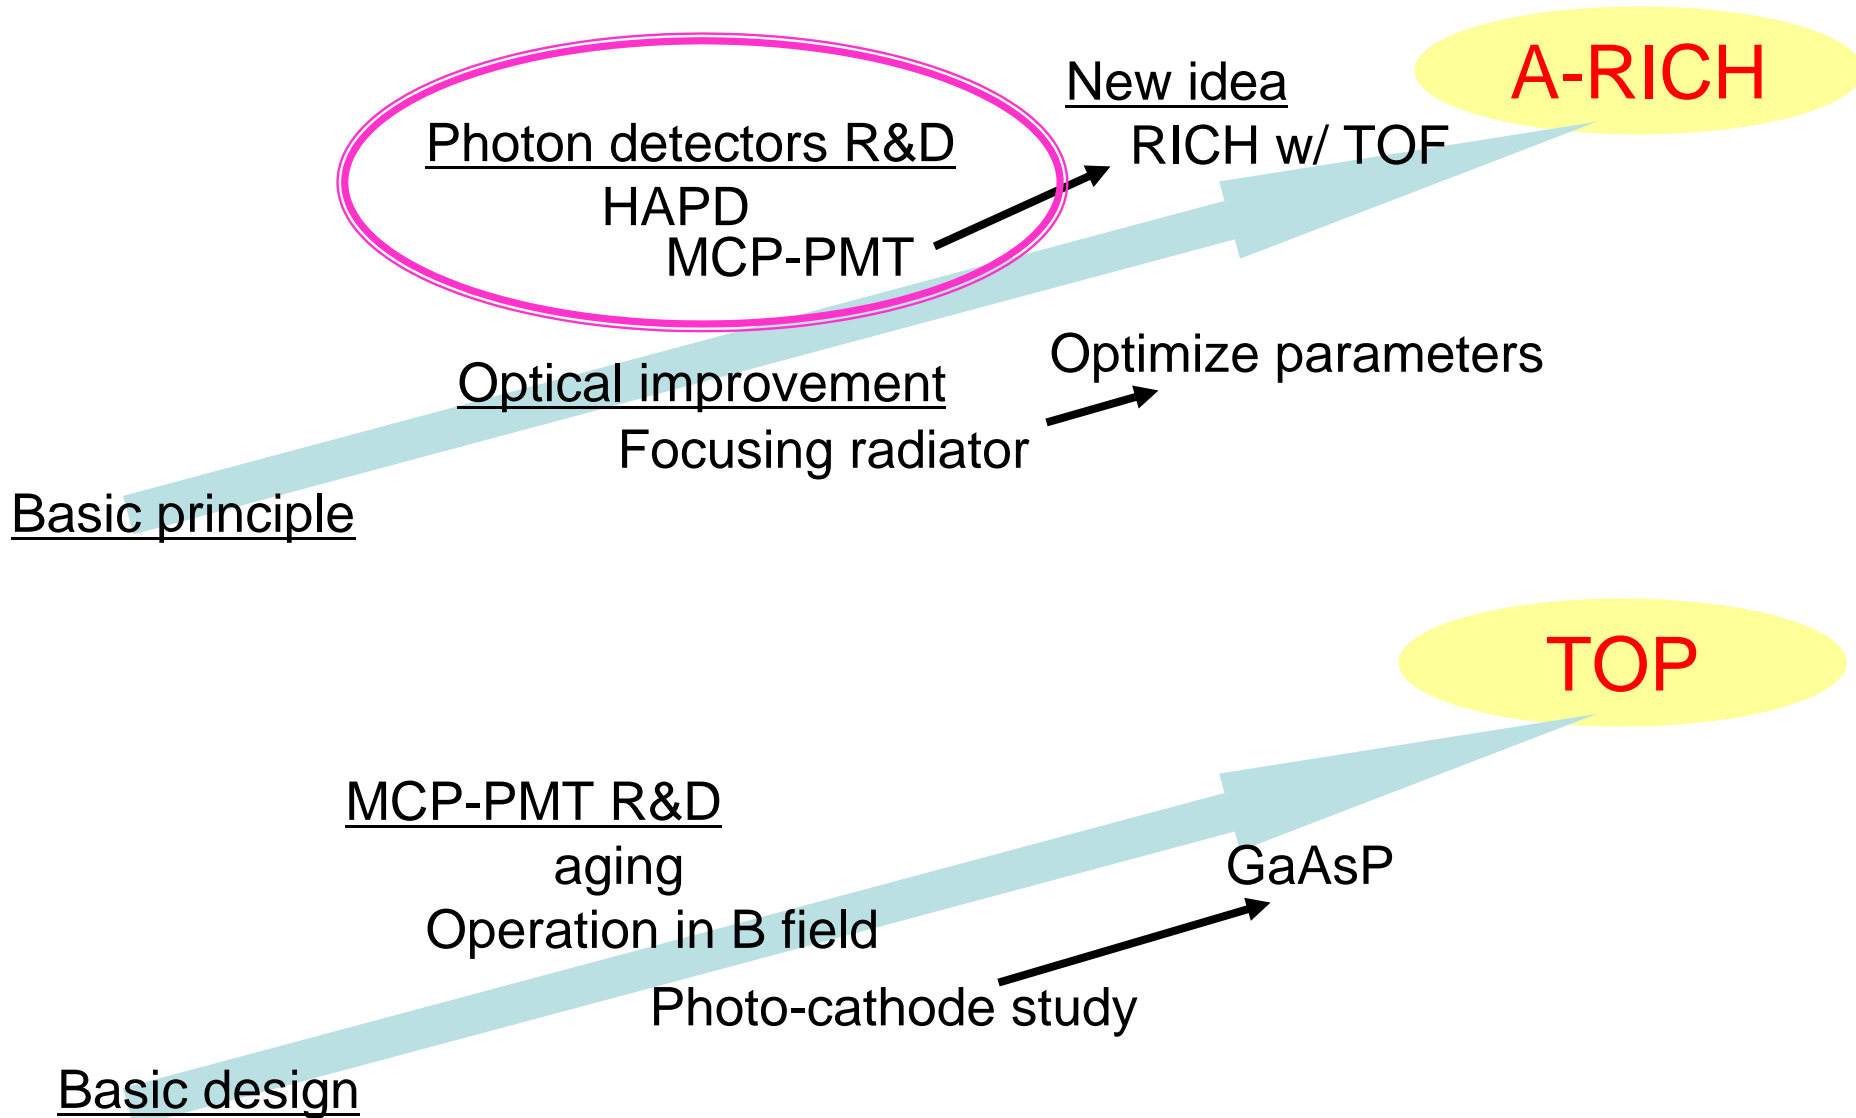 A-RICH
New idea
RICH w/ TOF
Photon detectors R&D
HAPD
MCP-PMT
Optimize parameters
Optical improvement
Focusing radiator
Basic principle
TOP
MCP-PMT R&D
aging
GaAsP
Operation in B field
Photo-cathode study
Basic design